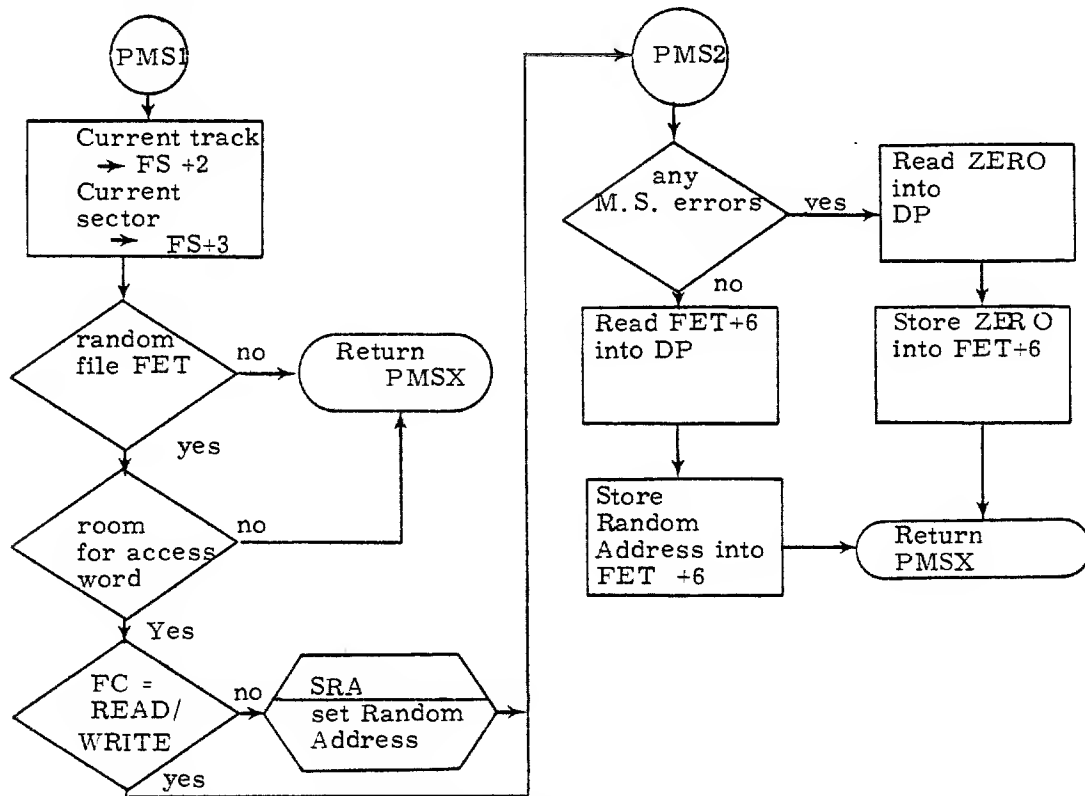 PMS1
Current track
→ FS +2
Current
sector
→ FS+3
random
file FET
no
Return
PMSX
yes
room
for access
word
no
Yes
FC =
READ/
WRITE
no
SRA
set Random
Address
yes
PMS2
any
M. S. errors
yes
Read ZERO
into
DP
no
Read FET+6
into DP
Store ZERO
into FET+6
Store
Random
Address into
FET +6
Return
PMSX